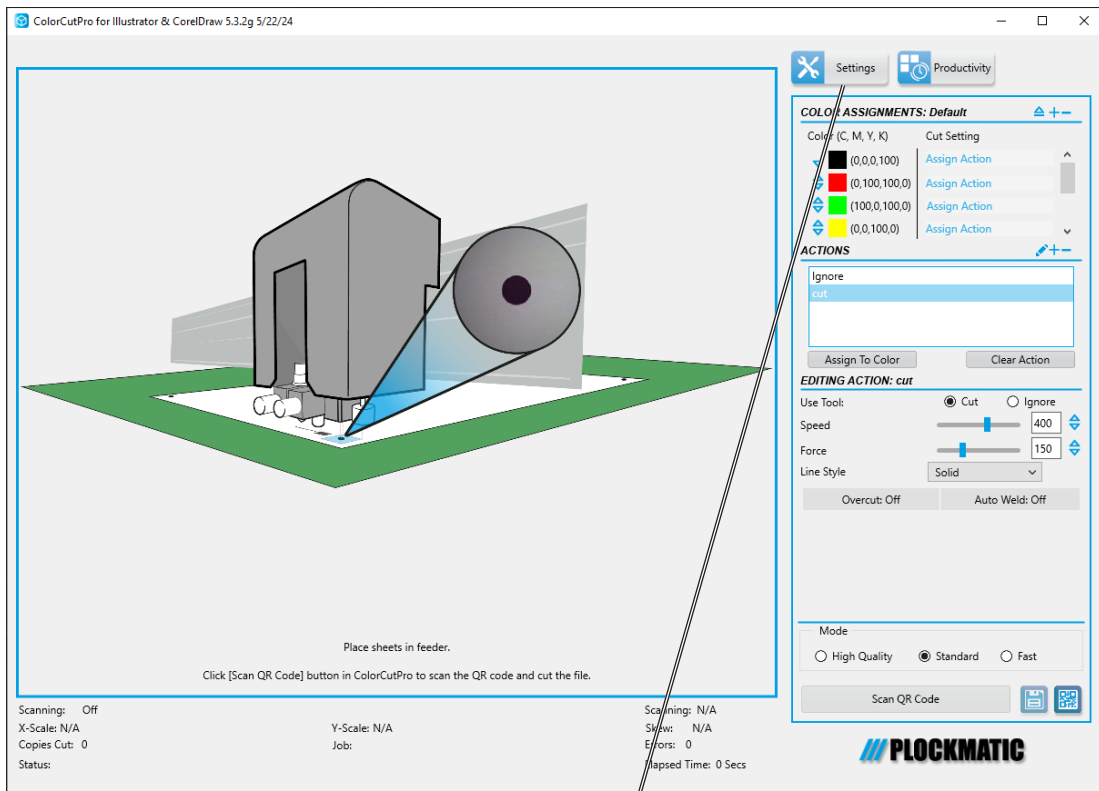 ColorCutPro for Illustrator & CorelDraw 5.3.2g 5/22/24
Settings
Productivity
COLOR ASSIGNMENTS: Default
Color (C, M, Y, K) Cut Setting
(0,0,0,100) Assign Action
(0,100,100,0) Assign Action
(100,0,100,0) Assign Action
(0,0,100,0) Assign Action
ACTIONS
Ignore
cut
Assign To Color Clear Action
EDITING ACTION: cut
Use Tool: Cut Ignore
Speed 400
Force 150
Line Style Solid
Overcut: Off Auto Weld: Off
Mode
High Quality Standard Fast
Scan QR Code
Place sheets in feeder.
Click [Scan QR Code] button in ColorCutPro to scan the QR code and cut the file.
Scanning: Off Scanning: N/A
X-Scale: N/A Y-Scale: N/A Skew: N/A
Copies Cut: 0 Job: Errors: 0
Status: Elapsed Time: 0 Secs
PLOCKMATIC